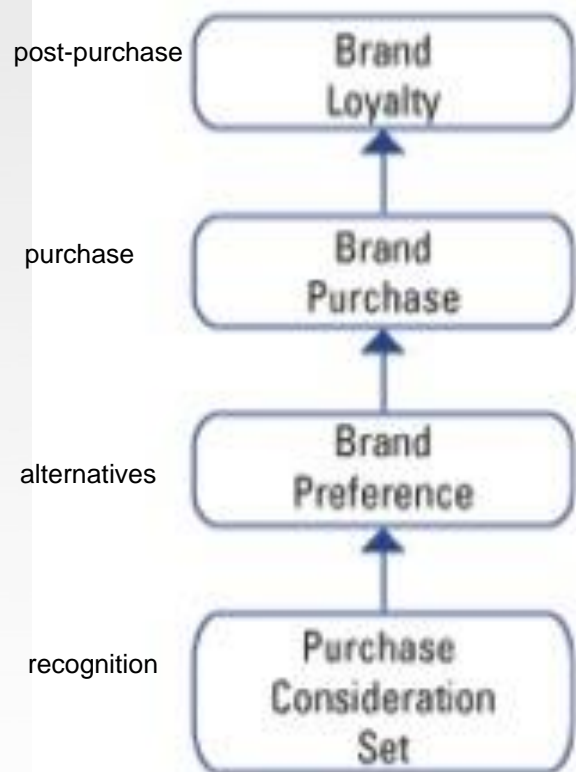 post-purchase
Brand
Loyalty
purchase
Brand
Purchase
alternatives
Brand
Preference
recognition
Purchase
Consideration
Set